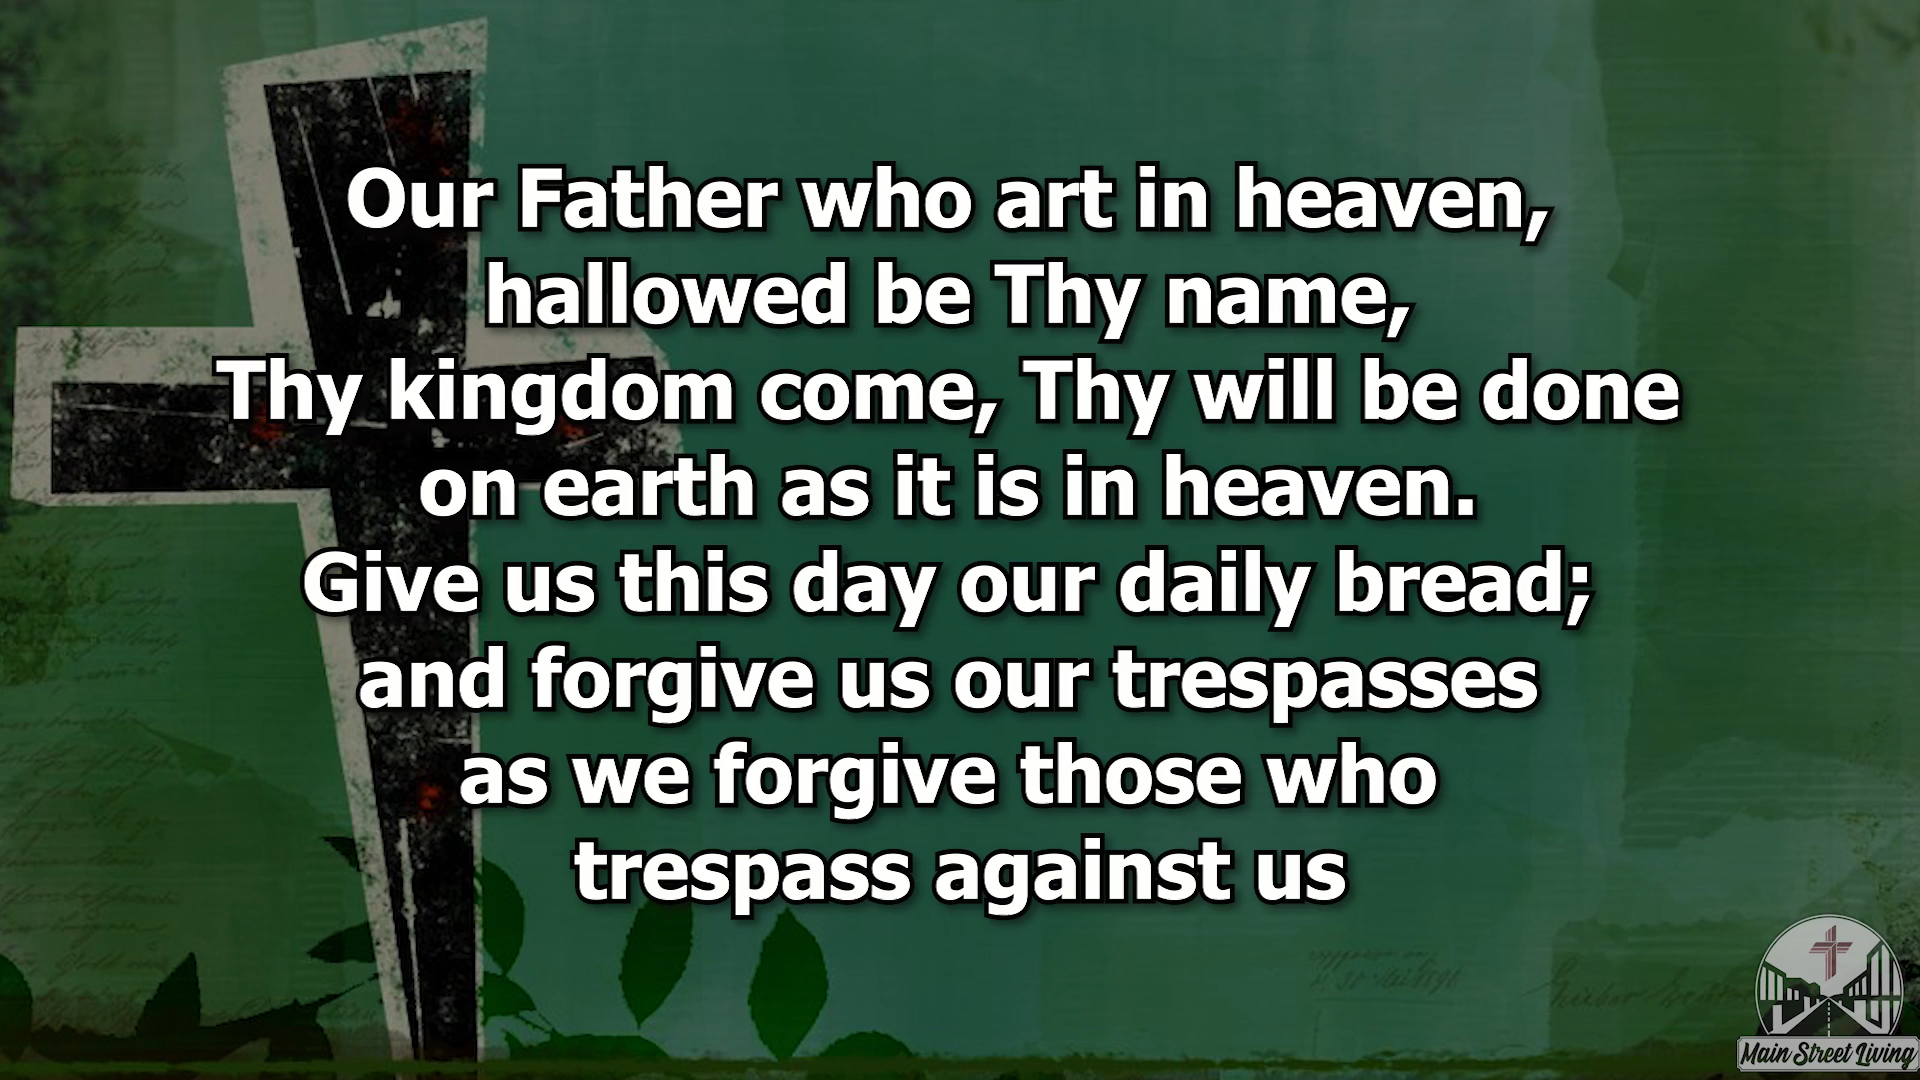 Our Father who art in heaven,
hallowed be Thy name,
Thy kingdom come, Thy will be done
on earth as it is in heaven.
Give us this day our daily bread;
and forgive us our trespasses
as we forgive those who
trespass against us
Main Street Living